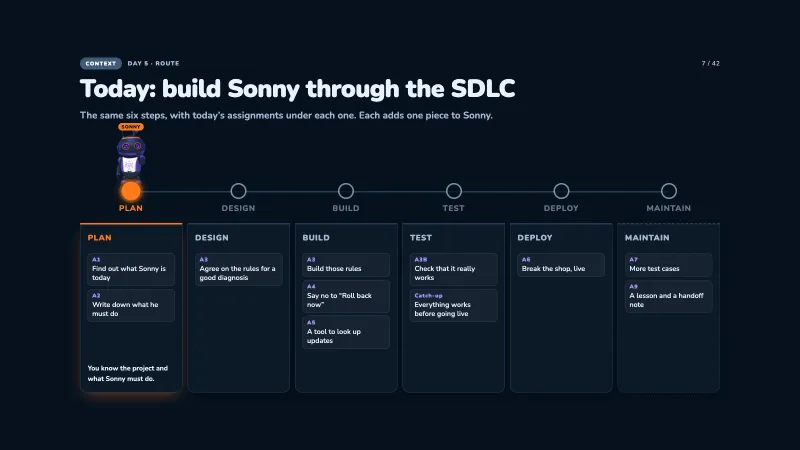 CONTEXT DAY 5 · ROUTE
7 / 42
Today: build Sonny through the SDLC
The same six steps, with today's assignments under each one. Each adds one piece to Sonny.
SONNY
PLAN
DESIGN
BUILD
TEST
DEPLOY
MAINTAIN
PLAN
A1
Find out what Sonny is
today
A2
Write down what he
must do
You know the project and
what Sonny must do.
DESIGN
A3
Agree on the rules for a
good diagnosis
BUILD
A3
Build those rules
A4
Say no to “Roll back
now”
A5
A tool to look up
updates
TEST
A3B
Check that it really
works
Catch-up
Everything works
before going live
DEPLOY
A6
Break the shop, live
MAINTAIN
A7
More test cases
A9
A lesson and a handoff
note